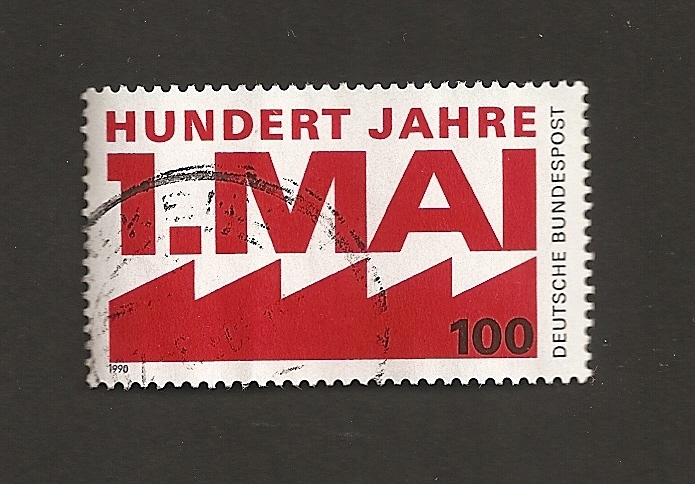 HUNDERT JAHRE
1.MAI
100
1990
DEUTSCHE BUNDESPOST